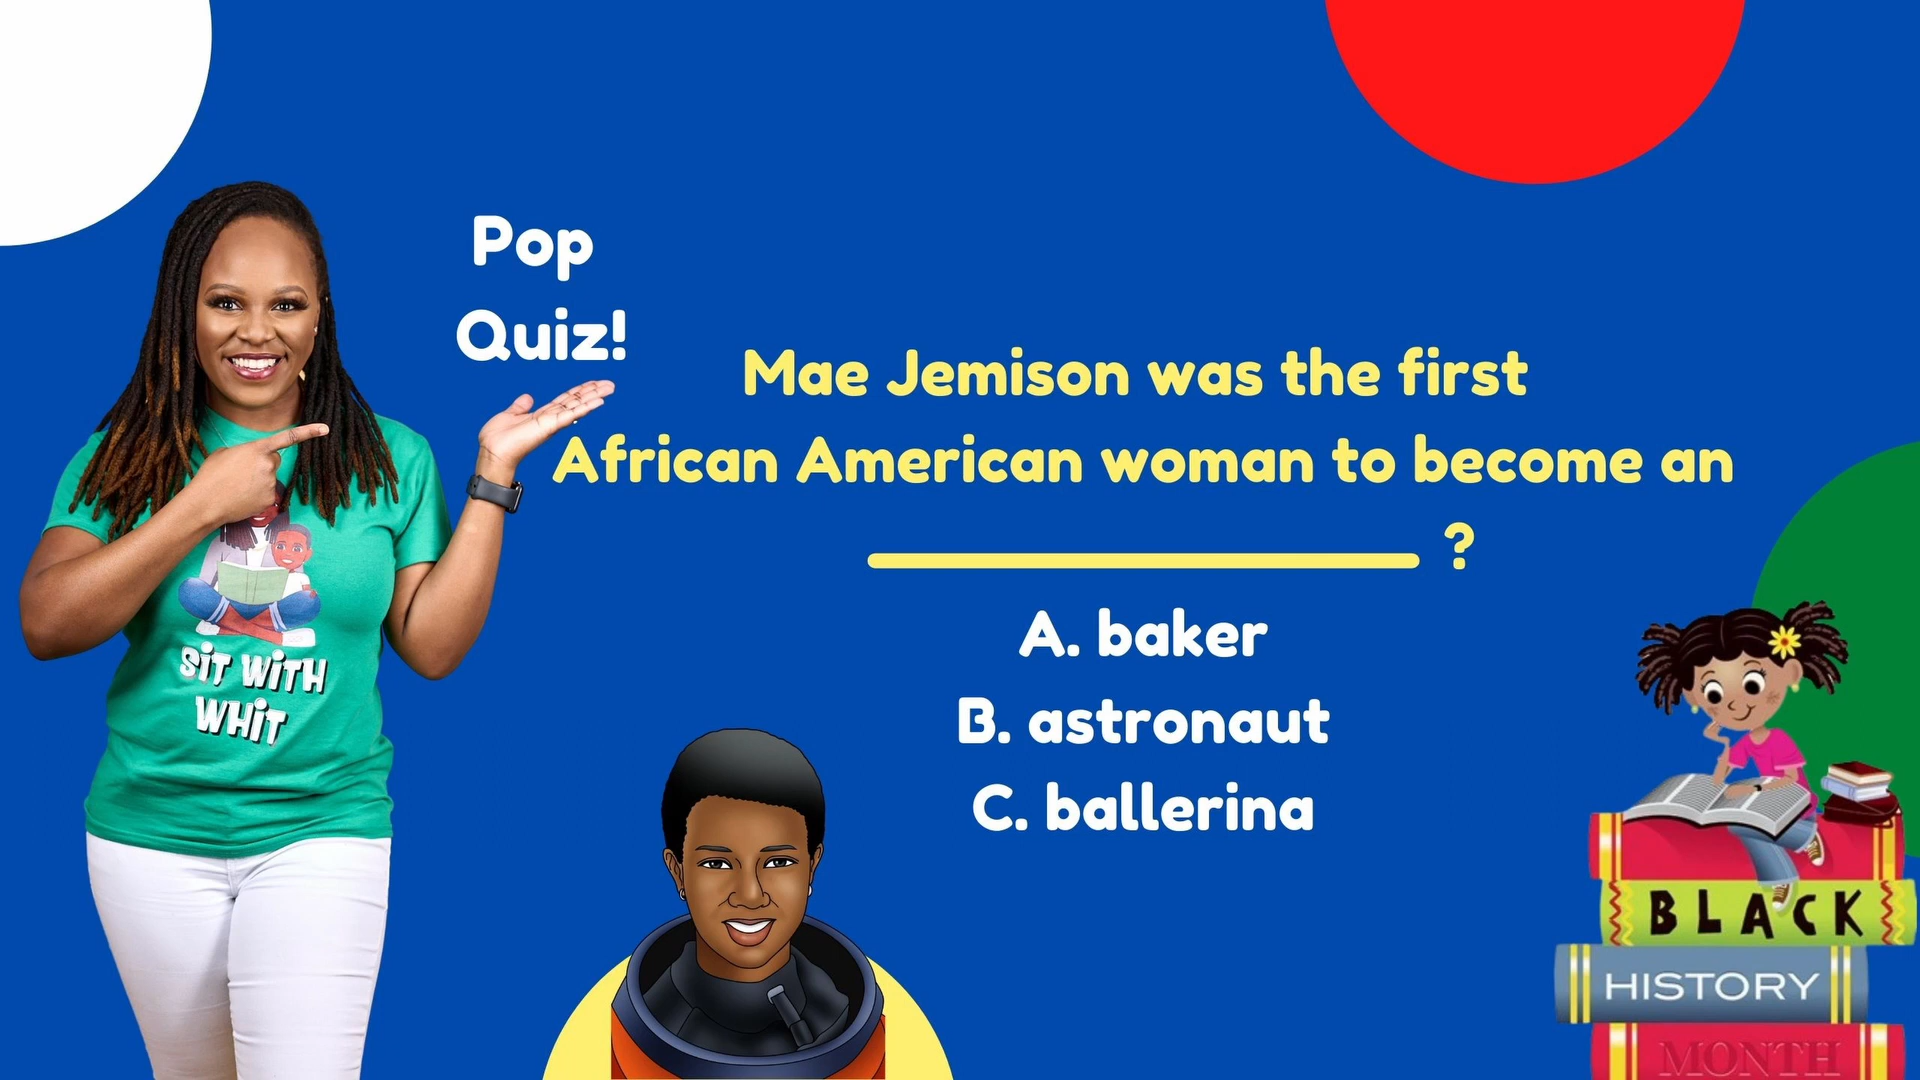 Pop
Quiz!
Mae Jemison was the first
African American woman to become an
__________ ?
A. baker
B. astronaut
C. ballerina
SiT WiTH
WHiT
BLACK
HISTORY
MONTH